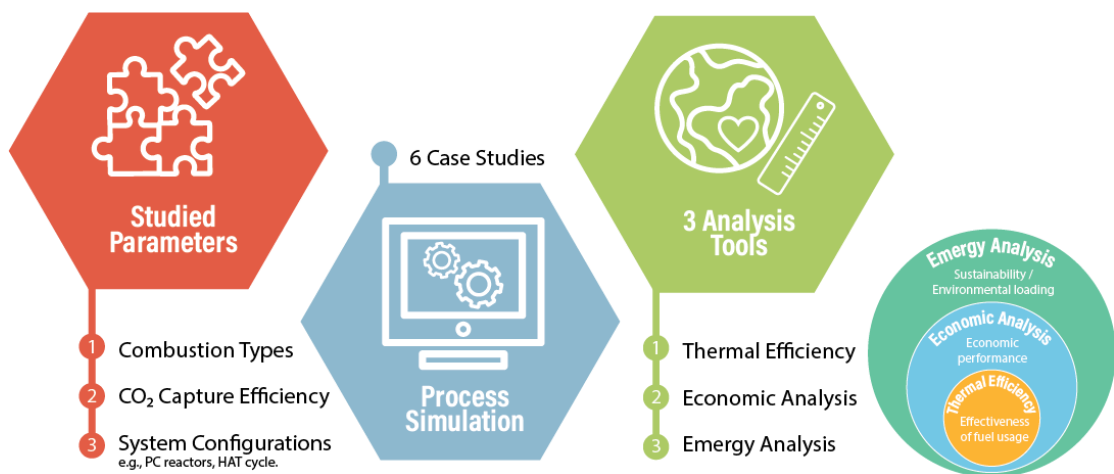 Studied
Parameters
1 Combustion Types
2 CO₂ Capture Efficiency
3 System Configurations
e.g., PC reactors, HAT cycle.
6 Case Studies
Process
Simulation
3 Analysis
Tools
1 Thermal Efficiency
2 Economic Analysis
3 Emergy Analysis
Emergy Analysis
Sustainability /
Environmental loading
Economic Analysis
Economic
performance
Thermal Efficiency
Effectiveness
of fuel usage